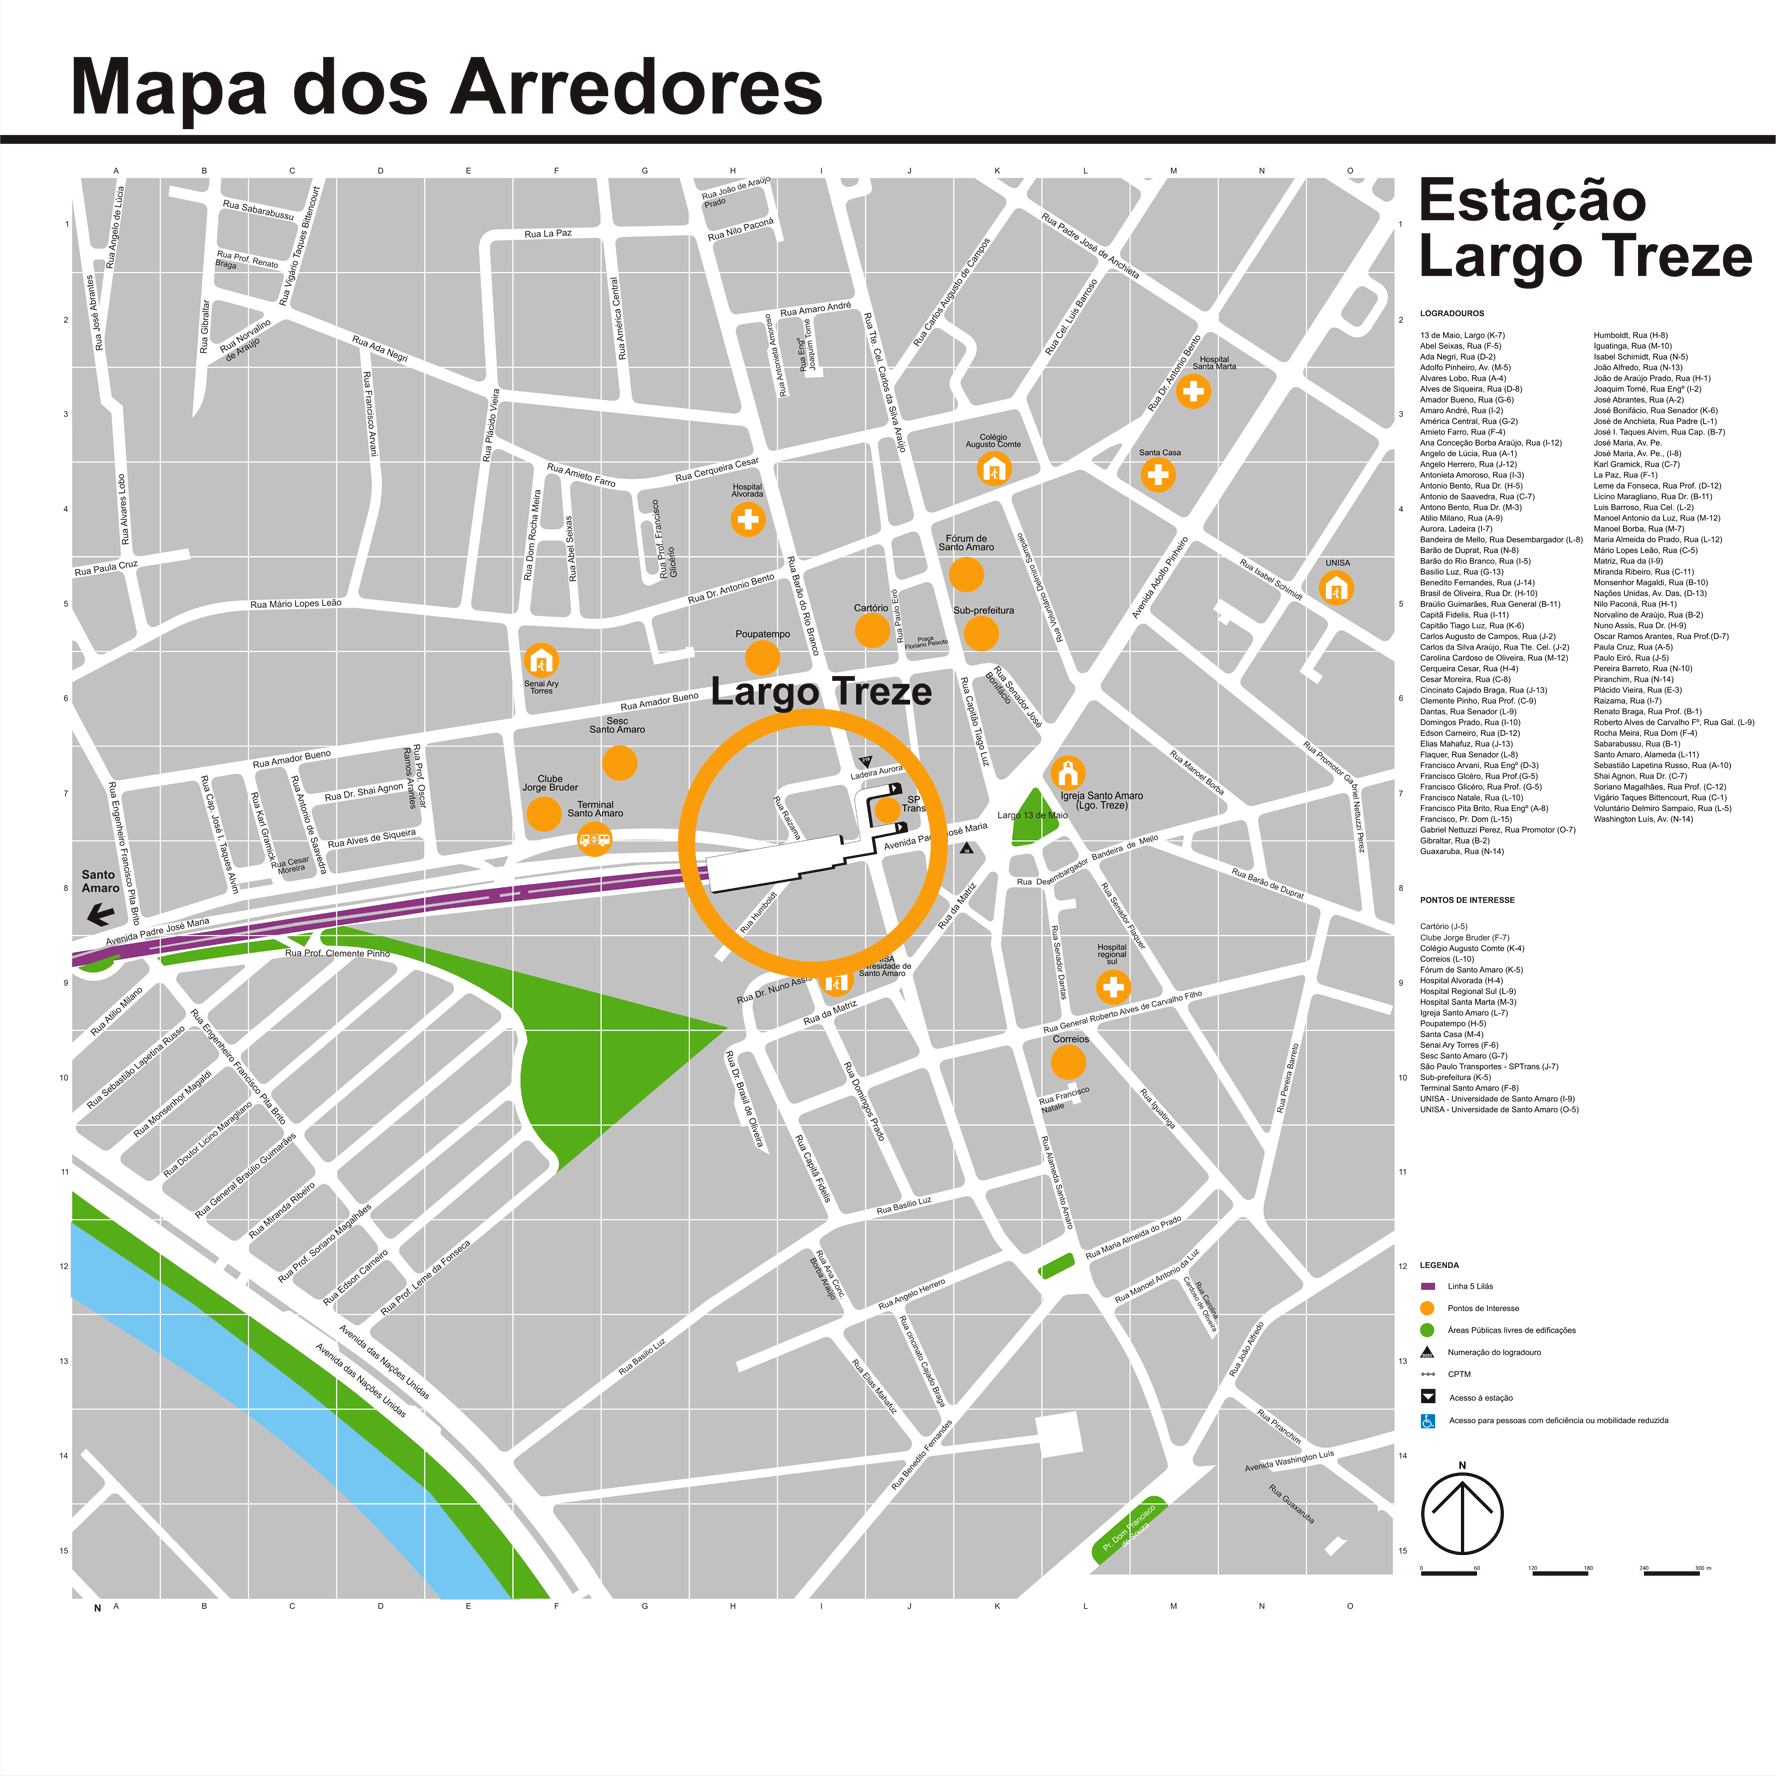 Mapa dos Arredores
Estação
Largo Treze
A B C D E F G H I J K L M N O
1
2
3
4
5
6
7
8
9
10
11
12
13
14
15
Rua Angelo de Lúcia
Rua José Abrantes
Rua Sabarabussu
Rua Prof. Renato
Braga
Rua Vigário Taques Bittencourt
Rua Gibraltar
Rua Norvalino
de Araujo
Rua Ada Negri
Rua Francisco Arvani
Rua Alvares Lobo
Rua Paula Cruz
Rua Mário Lopes Leão
Rua La Paz
Rua América Central
Rua Plácido Vieira
Rua Amieto Farro
Rua Dom Rocha Meira
Rua Abel Seixas
Rua Prof. Francisco
Glicério
Rua Cerqueira Cesar
Rua João de Araújo
Prado
Rua Nilo Paconá
Rua Amaro André
Rua Antonieta Amoroso
Rua Engº
Joaquim Tomé
Rua Tte. Cel. Carlos da Silva Araújo
Rua Carlos Augusto de Campos
Rua Padre José de Anchieta
Rua Cel. Luis Barroso
Rua Dr. Antonio Bento
Hospital
Santa Marta
Colégio
Augusto Comte
Santa Casa
Hospital
Alvorada
Fórum de
Santo Amaro
Rua Voluntário Delmiro Sampaio
Avenida Adolfo Pinheiro
Rua Isabel Schimidt
UNISA
Rua Dr. Antonio Bento
Rua Barão do Rio Branco
Cartório
Rua Paulo Eiró
Sub-prefeitura
Praça
Floriano Peixoto
Poupatempo
Senai Ary
Torres
Rua Amador Bueno
Largo Treze
Rua Senador José
Bonifácio
Rua Capitão Tiago Luz
Sesc
Santo Amaro
Rua Amador Bueno
Rua Prof. Oscar
Ramos Arantes
Clube
Jorge Bruder
Terminal
Santo Amaro
Rua Engenheiro Francisco Pita Brito
Rua Cap. José I. Taques Alvim
Rua Karl Gramick
Rua Antonio de Saavedra
Rua Dr. Shai Agnon
Rua Alves de Siqueira
Rua Cesar
Moreira
Santo
Amaro
Avenida Padre José Maria
Rua Prof. Clemente Pinho
Ladeira Aurora
Rua Raizama
SP
Trans
Avenida Pad José Maria
Largo 13 de Maio
Igreja Santo Amaro
(Lgo. Treze)
Rua Manoel Borba
Rua Promotor Ga briel Nettuzzi Perez
Rua Desembargador Bandeira de Mello
Rua Barão de Duprat
Rua Humboldt
Rua da Matriz
Rua Senador Flaquer
Rua Senador Dantas
Hospital
regional
sul
ISA
residade de
Santo Amaro
Rua Dr. Nuno Assis
Rua da Matriz
Rua General Roberto Alves de Carvalho Filho
Correios
Rua Francisco
Natale
Rua Atílio Milano
Rua Sebastião Lapetina Russo
Rua Engenheiro Francisco Pita Brito
Rua Monsenhor Magaldi
Rua Doutor Licino Maragliano
Rua General Braúlio Guimarães
Rua Miranda Ribeiro
Rua Prof. Soriano Magalhães
Rua Edson Carneiro
Rua Prof. Leme da Fonseca
Avenida das Nações Unidas
Avenida das Nações Unidas
Rua Dr. Brasil de Oliveira
Rua Domingos Prado
Rua Capitã Fidelis
Rua Basilio Luz
Rua Alameda Santo Amaro
Rua Iguatinga
Rua Pereira Barreto
Rua Maria Almeida do Prado
Rua Manoel Antonio da Luz
Rua Carolina
Cardoso de Oliveira
Rua Ana Conc.
Borba Araújo
Rua Angelo Herrero
Rua cincinato Cajado Braga
Rua Elias Mahafuz
Rua Basilio Luz
Rua Benedito Fernandes
Rua João Alfredo
Rua Piranchim
Avenida Washington Luís
Rua Guaxaruba
Pr. Dom Francisco
de Souza
N
A B C D E F G H I J K L M N O
1
2
3
4
5
6
7
8
9
10
11
12
13
14
15
LOGRADOUROS
13 de Maio, Largo (K-7)
Abel Seixas, Rua (F-5)
Ada Negri, Rua (D-2)
Adolfo Pinheiro, Av. (M-5)
Alvares Lobo, Rua (A-4)
Alves de Siqueira, Rua (D-8)
Amador Bueno, Rua (G-6)
Amaro André, Rua (I-2)
América Central, Rua (G-2)
Amieto Farro, Rua (F-4)
Ana Conceição Borba Araújo, Rua (I-12)
Angelo de Lúcia, Rua (A-1)
Angelo Herrero, Rua (J-12)
Antonieta Amoroso, Rua (I-3)
Antonio Bento, Rua Dr. (H-5)
Antonio de Saavedra, Rua (C-7)
Antono Bento, Rua Dr. (M-3)
Atilio Milano, Rua (A-9)
Aurora, Ladeira (I-7)
Bandeira de Mello, Rua Desembargador (L-8)
Barão de Duprat, Rua (N-8)
Barão do Rio Branco, Rua (I-5)
Basilio Luz, Rua (G-13)
Benedito Fernandes, Rua (J-14)
Brasil de Oliveira, Rua Dr. (H-10)
Braúlio Guimarães, Rua General (B-11)
Capitã Fidelis, Rua (I-11)
Capitão Tiago Luz, Rua (K-6)
Carlos Augusto de Campos, Rua (J-2)
Carlos da Silva Araújo, Rua Tte. Cel. (J-2)
Carolina Cardoso de Oliveira, Rua (M-12)
Cerqueira Cesar, Rua (H-4)
Cesar Moreira, Rua (C-8)
Cincinato Cajado Braga, Rua (J-13)
Clemente Pinho, Rua Prof. (C-9)
Dantas, Rua Senador (L-9)
Domingos Prado, Rua (I-10)
Edson Carneiro, Rua (D-12)
Elias Mahafuz, Rua (J-13)
Flaquer, Rua Senador (L-8)
Francisco Arvani, Rua Engº (D-3)
Francisco Glcéro, Rua Prof.(G-5)
Francisco Glicéro, Rua Prof. (G-5)
Francisco Natale, Rua (L-10)
Francisco Pita Brito, Rua Engº (A-8)
Francisco, Pr. Dom (L-15)
Gabriel Nettuzzi Perez, Rua Promotor (O-7)
Gibraltar, Rua (B-2)
Guaxaruba, Rua (N-14)
Humboldt, Rua (H-8)
Iguatinga, Rua (M-10)
Isabel Schimidt, Rua (N-5)
João Alfredo, Rua (N-13)
João de Araújo Prado, Rua (H-1)
Joaquim Tomé, Rua Engº (I-2)
José Abrantes, Rua (A-2)
José Bonifácio, Rua Senador (K-6)
José de Anchieta, Rua Padre (L-1)
José I. Taques Alvim, Rua Cap. (B-7)
José Maria, Av. Pe.
José Maria, Av. Pe., (I-8)
Karl Gramick, Rua (C-7)
La Paz, Rua (F-1)
Leme da Fonseca, Rua Prof. (D-12)
Licino Maragliano, Rua Dr. (B-11)
Luis Barroso, Rua Cel. (L-2)
Manoel Antonio da Luz, Rua (M-12)
Manoel Borba, Rua (M-7)
Maria Almeida do Prado, Rua (L-12)
Mário Lopes Leão, Rua (C-5)
Matriz, Rua da (I-9)
Miranda Ribeiro, Rua (C-11)
Monsenhor Magaldi, Rua (B-10)
Nações Unidas, Av. Das, (D-13)
Nilo Paconá, Rua (H-1)
Norvalino de Araújo, Rua (B-2)
Nuno Assis, Rua Dr. (H-9)
Oscar Ramos Arantes, Rua Prof.(D-7)
Paula Cruz, Rua (A-5)
Paulo Eiró, Rua (J-5)
Pereira Barreto, Rua (N-10)
Piranchim, Rua (N-14)
Plácido Vieira, Rua (E-3)
Raizama, Rua (I-7)
Renato Braga, Rua Prof. (B-1)
Roberto Alves de Carvalho Fº, Rua Gal. (L-9)
Rocha Meira, Rua Dom (F-4)
Sabarabussu, Rua (B-1)
Santo Amaro, Alameda (L-11)
Sebastião Lapetina Russo, Rua (A-10)
Shai Agnon, Rua Dr. (C-7)
Soriano Magalhães, Rua Prof. (C-12)
Vigário Taques Bittencourt, Rua (C-1)
Voluntário Delmiro Sampaio, Rua (L-5)
Washington Luis, Av. (N-14)
PONTOS DE INTERESSE
Cartório (J-5)
Clube Jorge Bruder (F-7)
Colégio Augusto Comte (K-4)
Correios (L-10)
Fórum de Santo Amaro (K-5)
Hospital Alvorada (H-4)
Hospital Regional Sul (L-9)
Hospital Santa Marta (M-3)
Igreja Santo Amaro (L-7)
Poupatempo (H-5)
Santa Casa (M-4)
Senai Ary Torres (F-6)
Sesc Santo Amaro (G-7)
São Paulo Transportes - SPTrans (J-7)
Sub-prefeitura (K-5)
Terminal Santo Amaro (F-8)
UNISA - Universidade de Santo Amaro (I-9)
UNISA - Universidade de Santo Amaro (O-5)
LEGENDA
Linha 5 Lilás
Pontos de Interesse
Áreas Públicas livres de edificações
Numeração do logradouro
CPTM
Acesso à estação
Acesso para pessoas com deficiência ou mobilidade reduzida
N
0 60 120 180 240 300 m